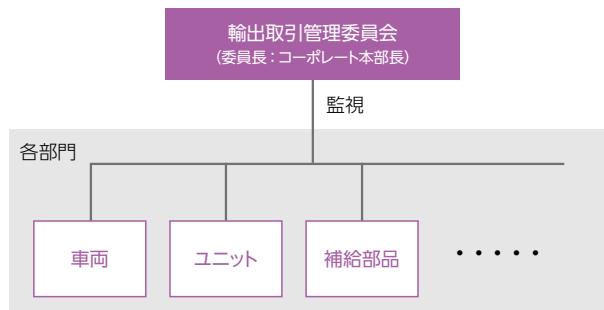 輸出取引管理委員会
(委員長:コーポレート本部長)
監視
各部門
車両
ユニット
補給部品
・・・・・